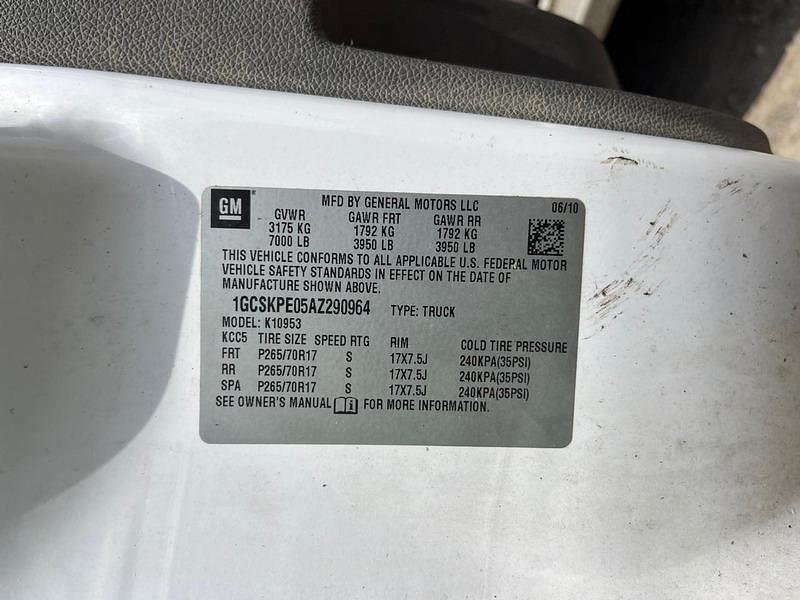 GM MFD BY GENERAL MOTORS LLC 06/10
GVWR GAWR FRT GAWR RR
3175 KG 1792 KG 1792 KG
7000 LB 3950 LB 3950 LB
THIS VEHICLE CONFORMS TO ALL APPLICABLE U.S. FEDERAL MOTOR
VEHICLE SAFETY STANDARDS IN EFFECT ON THE DATE OF
MANUFACTURE SHOWN ABOVE.
1GCSKPE05AZ290964 TYPE: TRUCK
MODEL: K10953
KCC5 TIRE SIZE SPEED RTG RIM COLD TIRE PRESSURE
FRT P265/70R17 S 17X7.5J 240KPA(35PSI)
RR P265/70R17 S 17X7.5J 240KPA(35PSI)
SPA P265/70R17 S 17X7.5J 240KPA(35PSI)
SEE OWNER'S MANUAL FOR MORE INFORMATION.